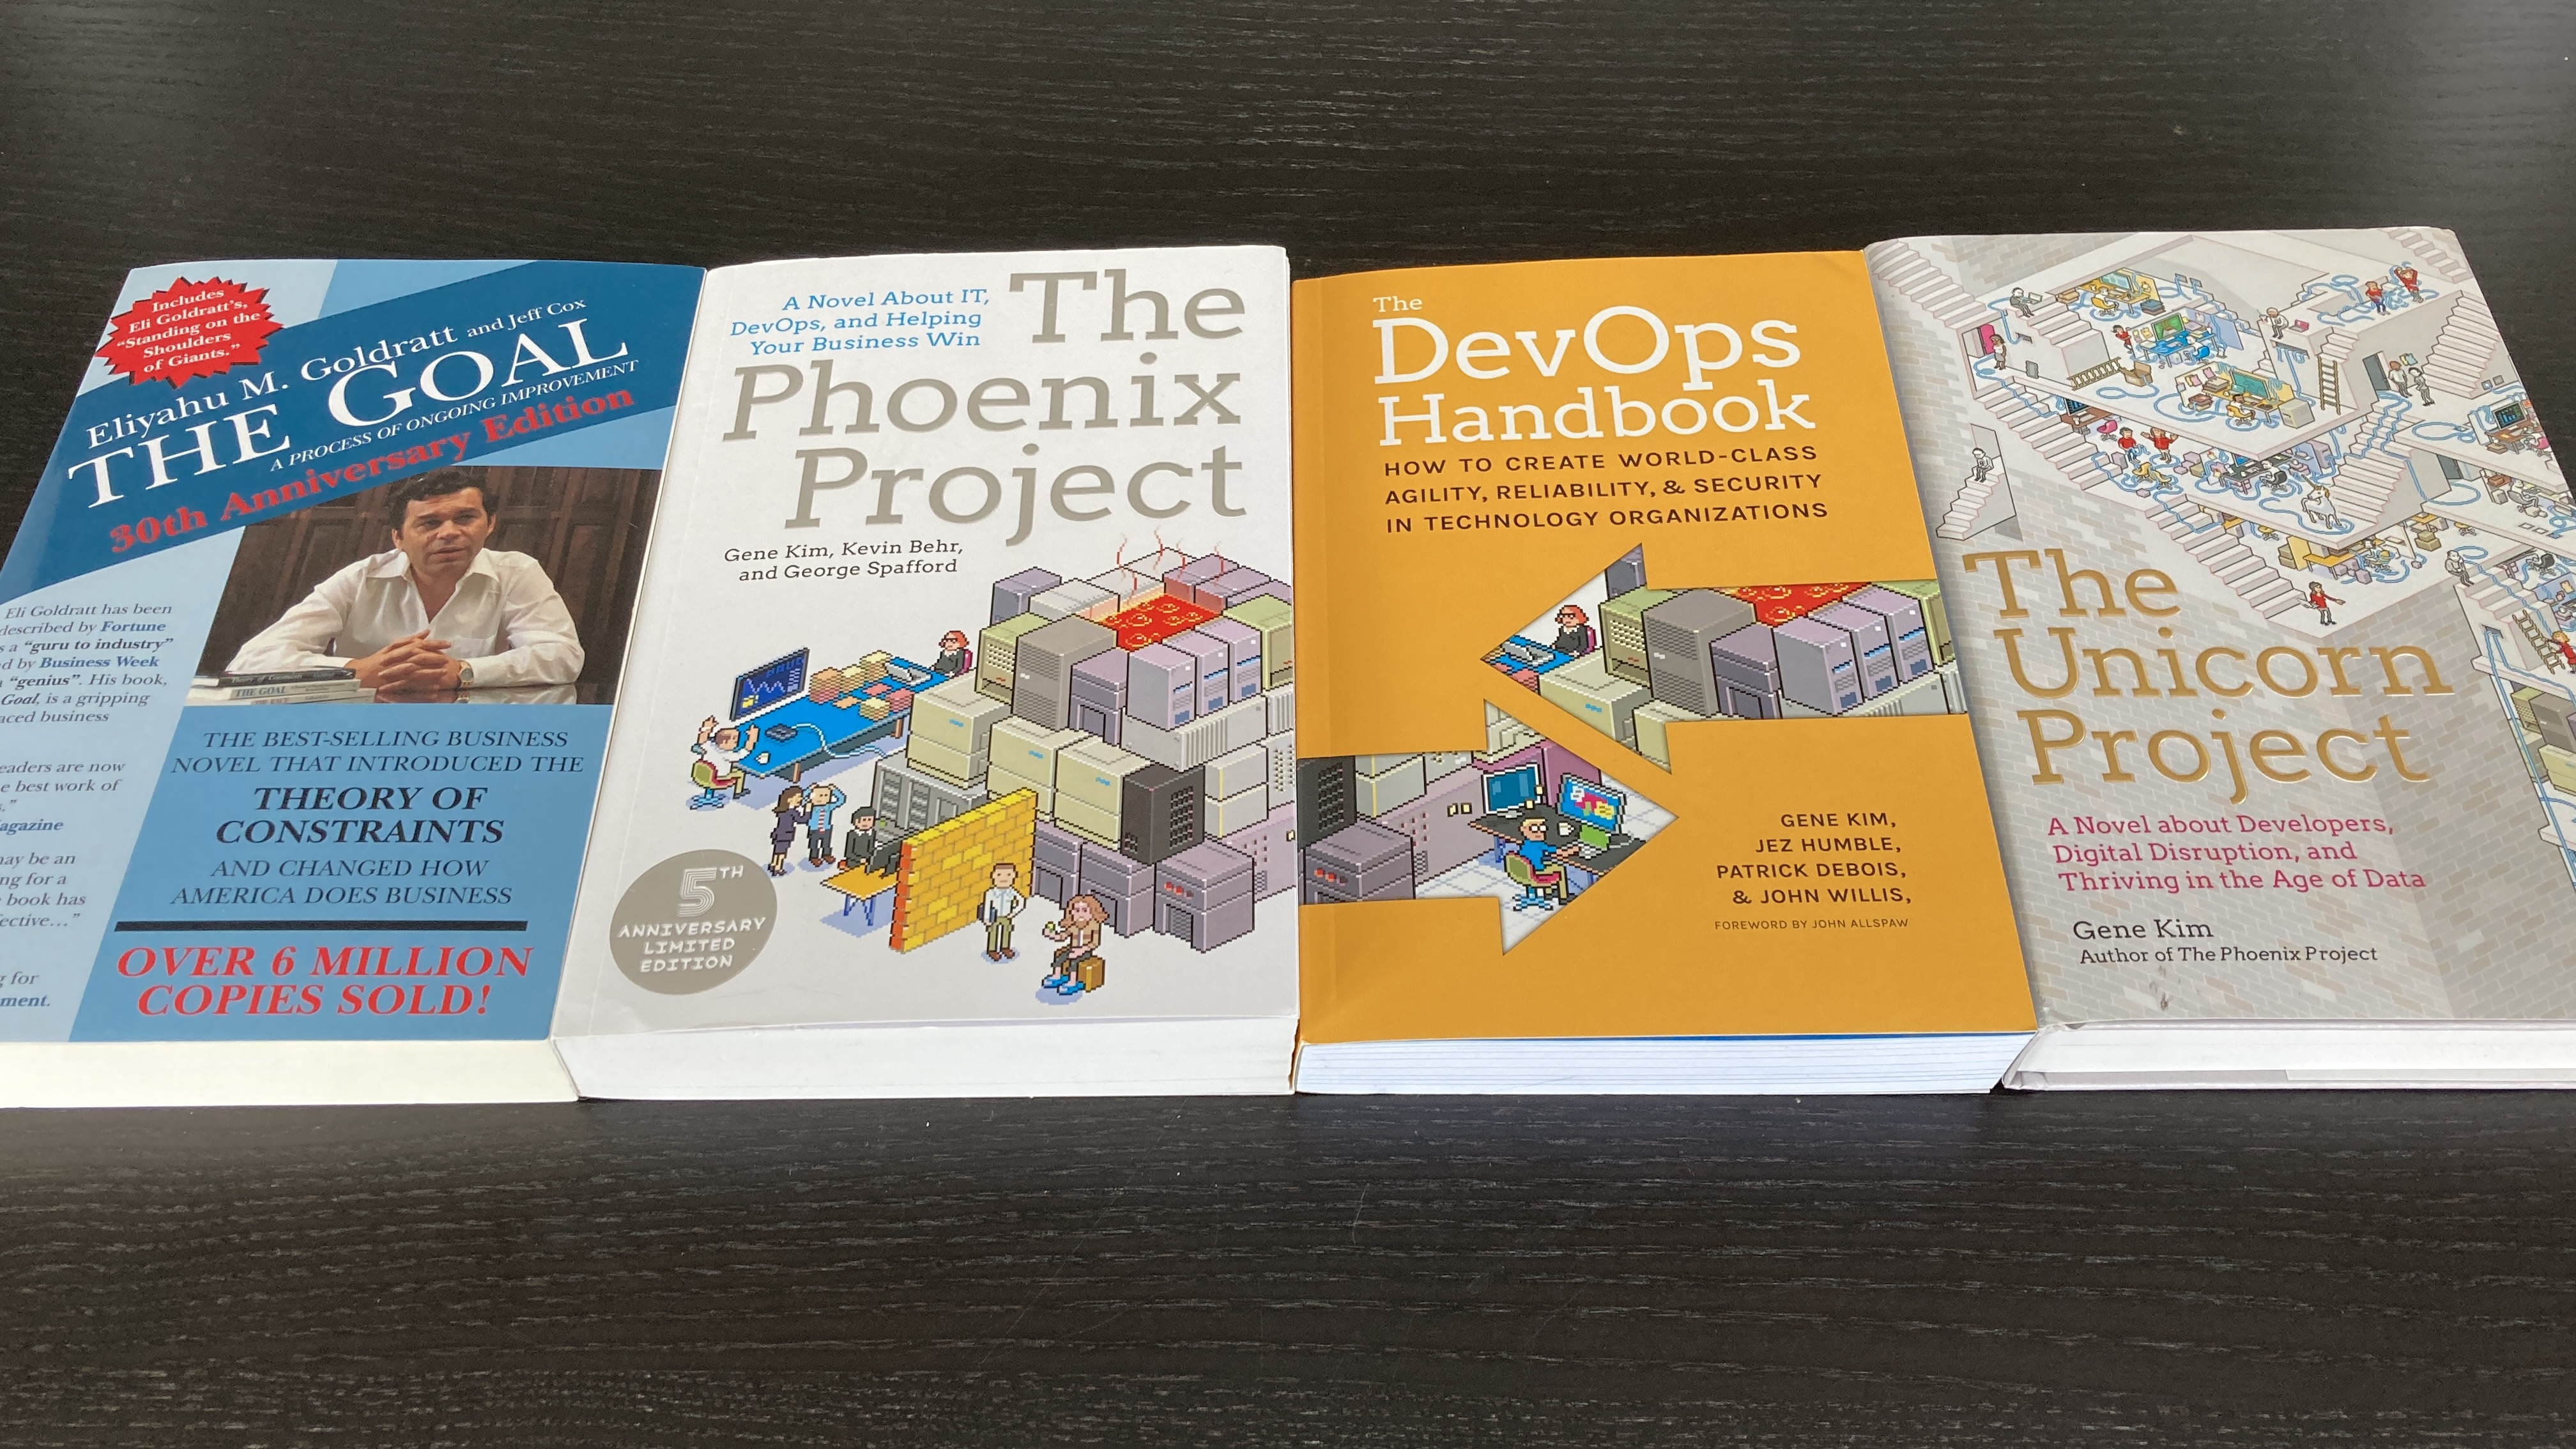 Includes
Eli Goldratt's,
"Standing on the
Shoulders
of Giants."
Eliyahu M. Goldratt and Jeff Cox
THE GOAL
A PROCESS OF ONGOING IMPROVEMENT
30th Anniversary Edition
Eli Goldratt has been
described by Fortune
s a "guru to industry"
d by Business Week
"genius". His book,
Goal, is a gripping
aced business
eaders are now
e best work of
."
agazine
may be an
ng for a
book has
fective…"
g for
ment.
THE GOAL
THE BEST-SELLING BUSINESS
NOVEL THAT INTRODUCED THE
THEORY OF
CONSTRAINTS
AND CHANGED HOW
AMERICA DOES BUSINESS
OVER 6 MILLION
COPIES SOLD!
A Novel About IT,
DevOps, and Helping
Your Business Win
The
Phoenix
Project
Gene Kim, Kevin Behr,
and George Spafford
5TH
ANNIVERSARY
LIMITED
EDITION
The
DevOps
Handbook
HOW TO CREATE WORLD-CLASS
AGILITY, RELIABILITY, & SECURITY
IN TECHNOLOGY ORGANIZATIONS
GENE KIM,
JEZ HUMBLE,
PATRICK DEBOIS,
& JOHN WILLIS,
FOREWORD BY JOHN ALLSPAW
The
Unicorn
Project
A Novel about Developers,
Digital Disruption, and
Thriving in the Age of Data
Gene Kim
Author of The Phoenix Project